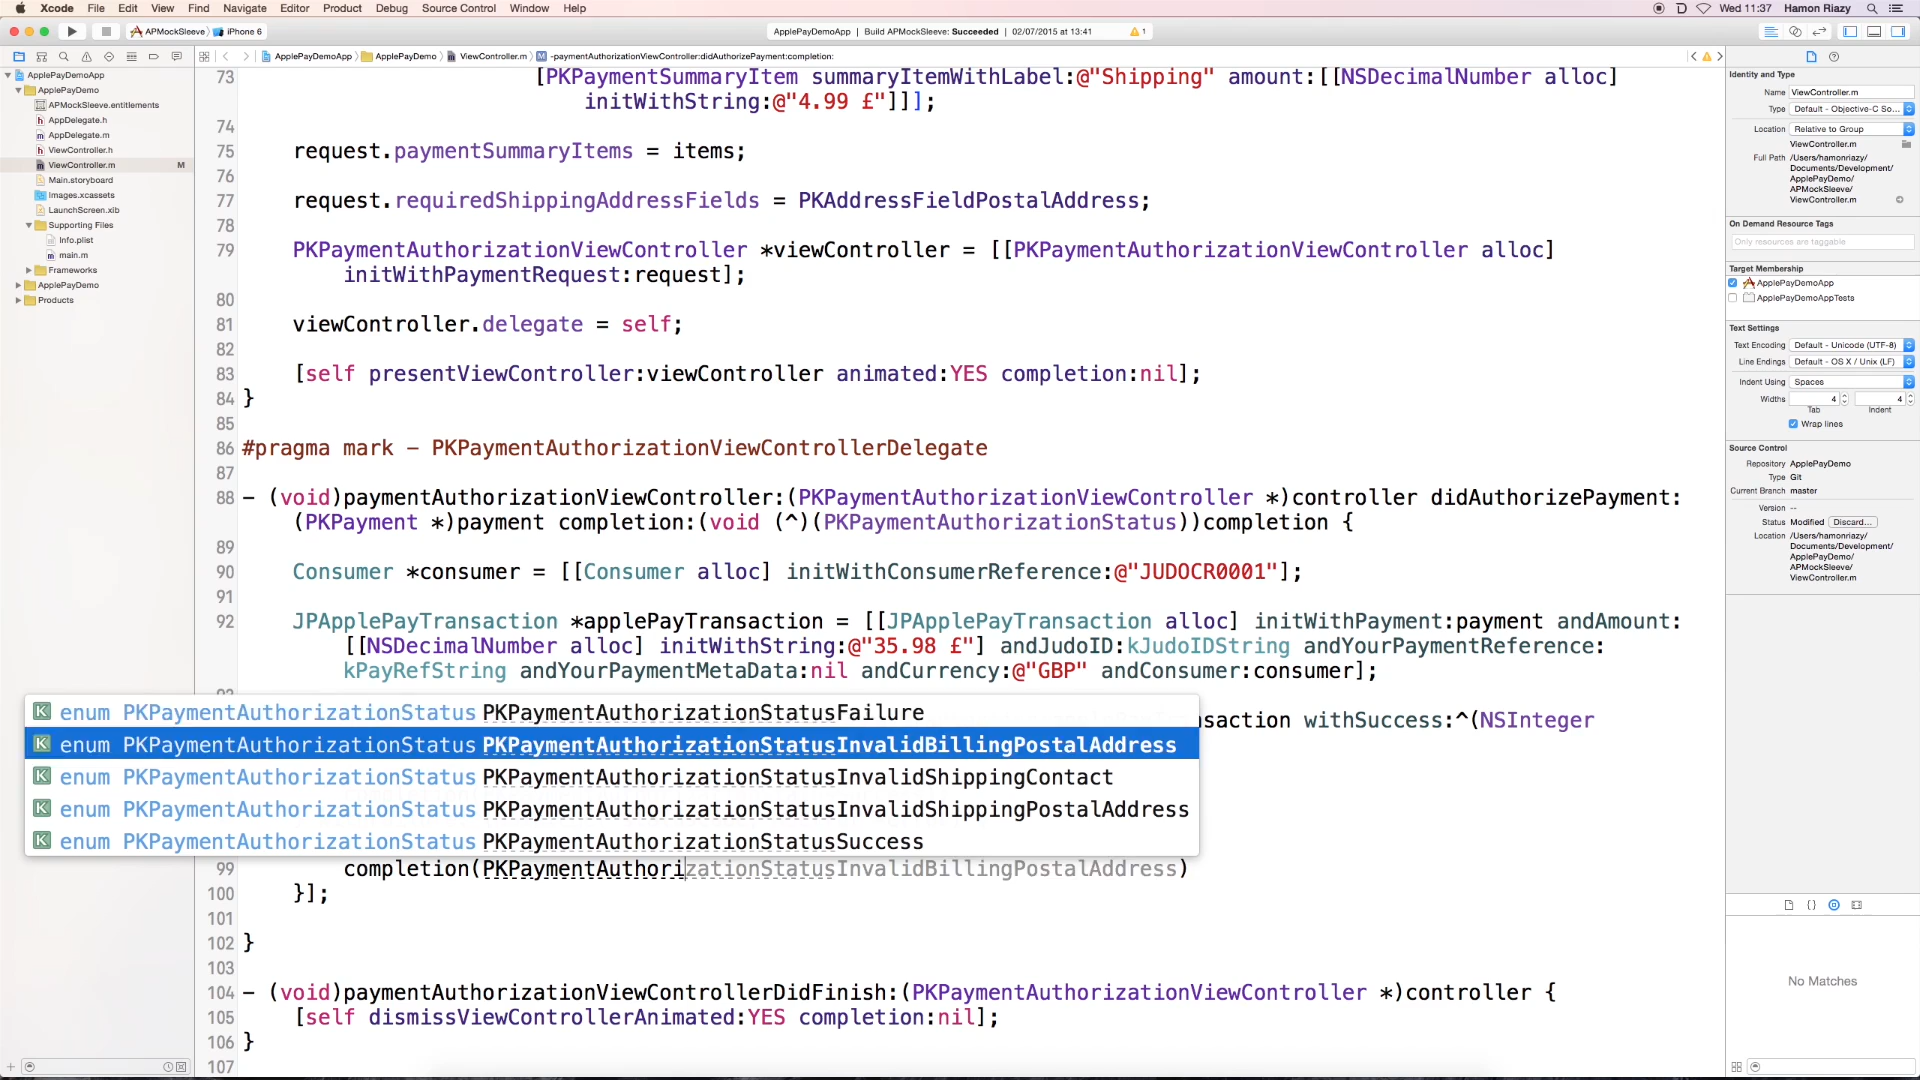 Xcode File Edit View Find Navigate Editor Product Debug Source Control Window Help
Wed 11:37 Hamon Riazy
APMockSleeve iPhone 6
ApplePayDemoApp | Build APMockSleeve: Succeeded | 02/07/2015 at 13:41
1
ApplePayDemoApp ApplePayDemo ViewController.m -paymentAuthorizationViewController:didAuthorizePayment:completion:
ApplePayDemoApp
ApplePayDemo
APMockSleeve.entitlements
AppDelegate.h
AppDelegate.m
ViewController.h
ViewController.m M
Main.storyboard
Images.xcassets
LaunchScreen.xib
Supporting Files
Info.plist
main.m
Frameworks
ApplePayDemo
Products
73 [PKPaymentSummaryItem summaryItemWithLabel:@"Shipping" amount:[[NSDecimalNumber alloc]
initWithString:@"4.99 £"]]];
74
75 request.paymentSummaryItems = items;
76
77 request.requiredShippingAddressFields = PKAddressFieldPostalAddress;
78
79 PKPaymentAuthorizationViewController *viewController = [[PKPaymentAuthorizationViewController alloc]
initWithPaymentRequest:request];
80
81 viewController.delegate = self;
82
83 [self presentViewController:viewController animated:YES completion:nil];
84 }
85
86 #pragma mark - PKPaymentAuthorizationViewControllerDelegate
87
88 - (void)paymentAuthorizationViewController:(PKPaymentAuthorizationViewController *)controller didAuthorizePayment:
(PKPayment *)payment completion:(void (^)(PKPaymentAuthorizationStatus))completion {
89
90 Consumer *consumer = [[Consumer alloc] initWithConsumerReference:@"JUDOCR0001"];
91
92 JPApplePayTransaction *applePayTransaction = [[JPApplePayTransaction alloc] initWithPayment:payment andAmount:
[[NSDecimalNumber alloc] initWithString:@"35.98 £"] andJudoID:kJudoIDString andYourPaymentReference:
kPayRefString andYourPaymentMetaData:nil andCurrency:@"GBP" andConsumer:consumer];
93
K enum PKPaymentAuthorizationStatus PKPaymentAuthorizationStatusFailure
nsaction withSuccess:^(NSInteger
K enum PKPaymentAuthorizationStatus PKPaymentAuthorizationStatusInvalidBillingPostalAddress
K enum PKPaymentAuthorizationStatus PKPaymentAuthorizationStatusInvalidShippingContact
K enum PKPaymentAuthorizationStatus PKPaymentAuthorizationStatusInvalidShippingPostalAddress
K enum PKPaymentAuthorizationStatus PKPaymentAuthorizationStatusSuccess
99 completion(PKPaymentAuthorizationStatusInvalidBillingPostalAddress)
100 }];
101
102 }
103
104 - (void)paymentAuthorizationViewControllerDidFinish:(PKPaymentAuthorizationViewController *)controller {
105 [self dismissViewControllerAnimated:YES completion:nil];
106 }
107
Identity and Type
Name ViewController.m
Type Default - Objective-C So...
Location Relative to Group
ViewController.m
Full Path /Users/hamonriazy/
Documents/Development/
ApplePayDemo/
APMockSleeve/
ViewController.m
On Demand Resource Tags
Only resources are taggable
Target Membership
ApplePayDemoApp
ApplePayDemoAppTests
Text Settings
Text Encoding Default - Unicode (UTF-8)
Line Endings Default - OS X / Unix (LF)
Indent Using Spaces
Widths 4 4
Tab Indent
Wrap lines
Source Control
Repository ApplePayDemo
Type Git
Current Branch master
Version --
Status Modified Discard...
Location /Users/hamonriazy/
Documents/Development/
ApplePayDemo/
APMockSleeve/
ViewController.m
No Matches